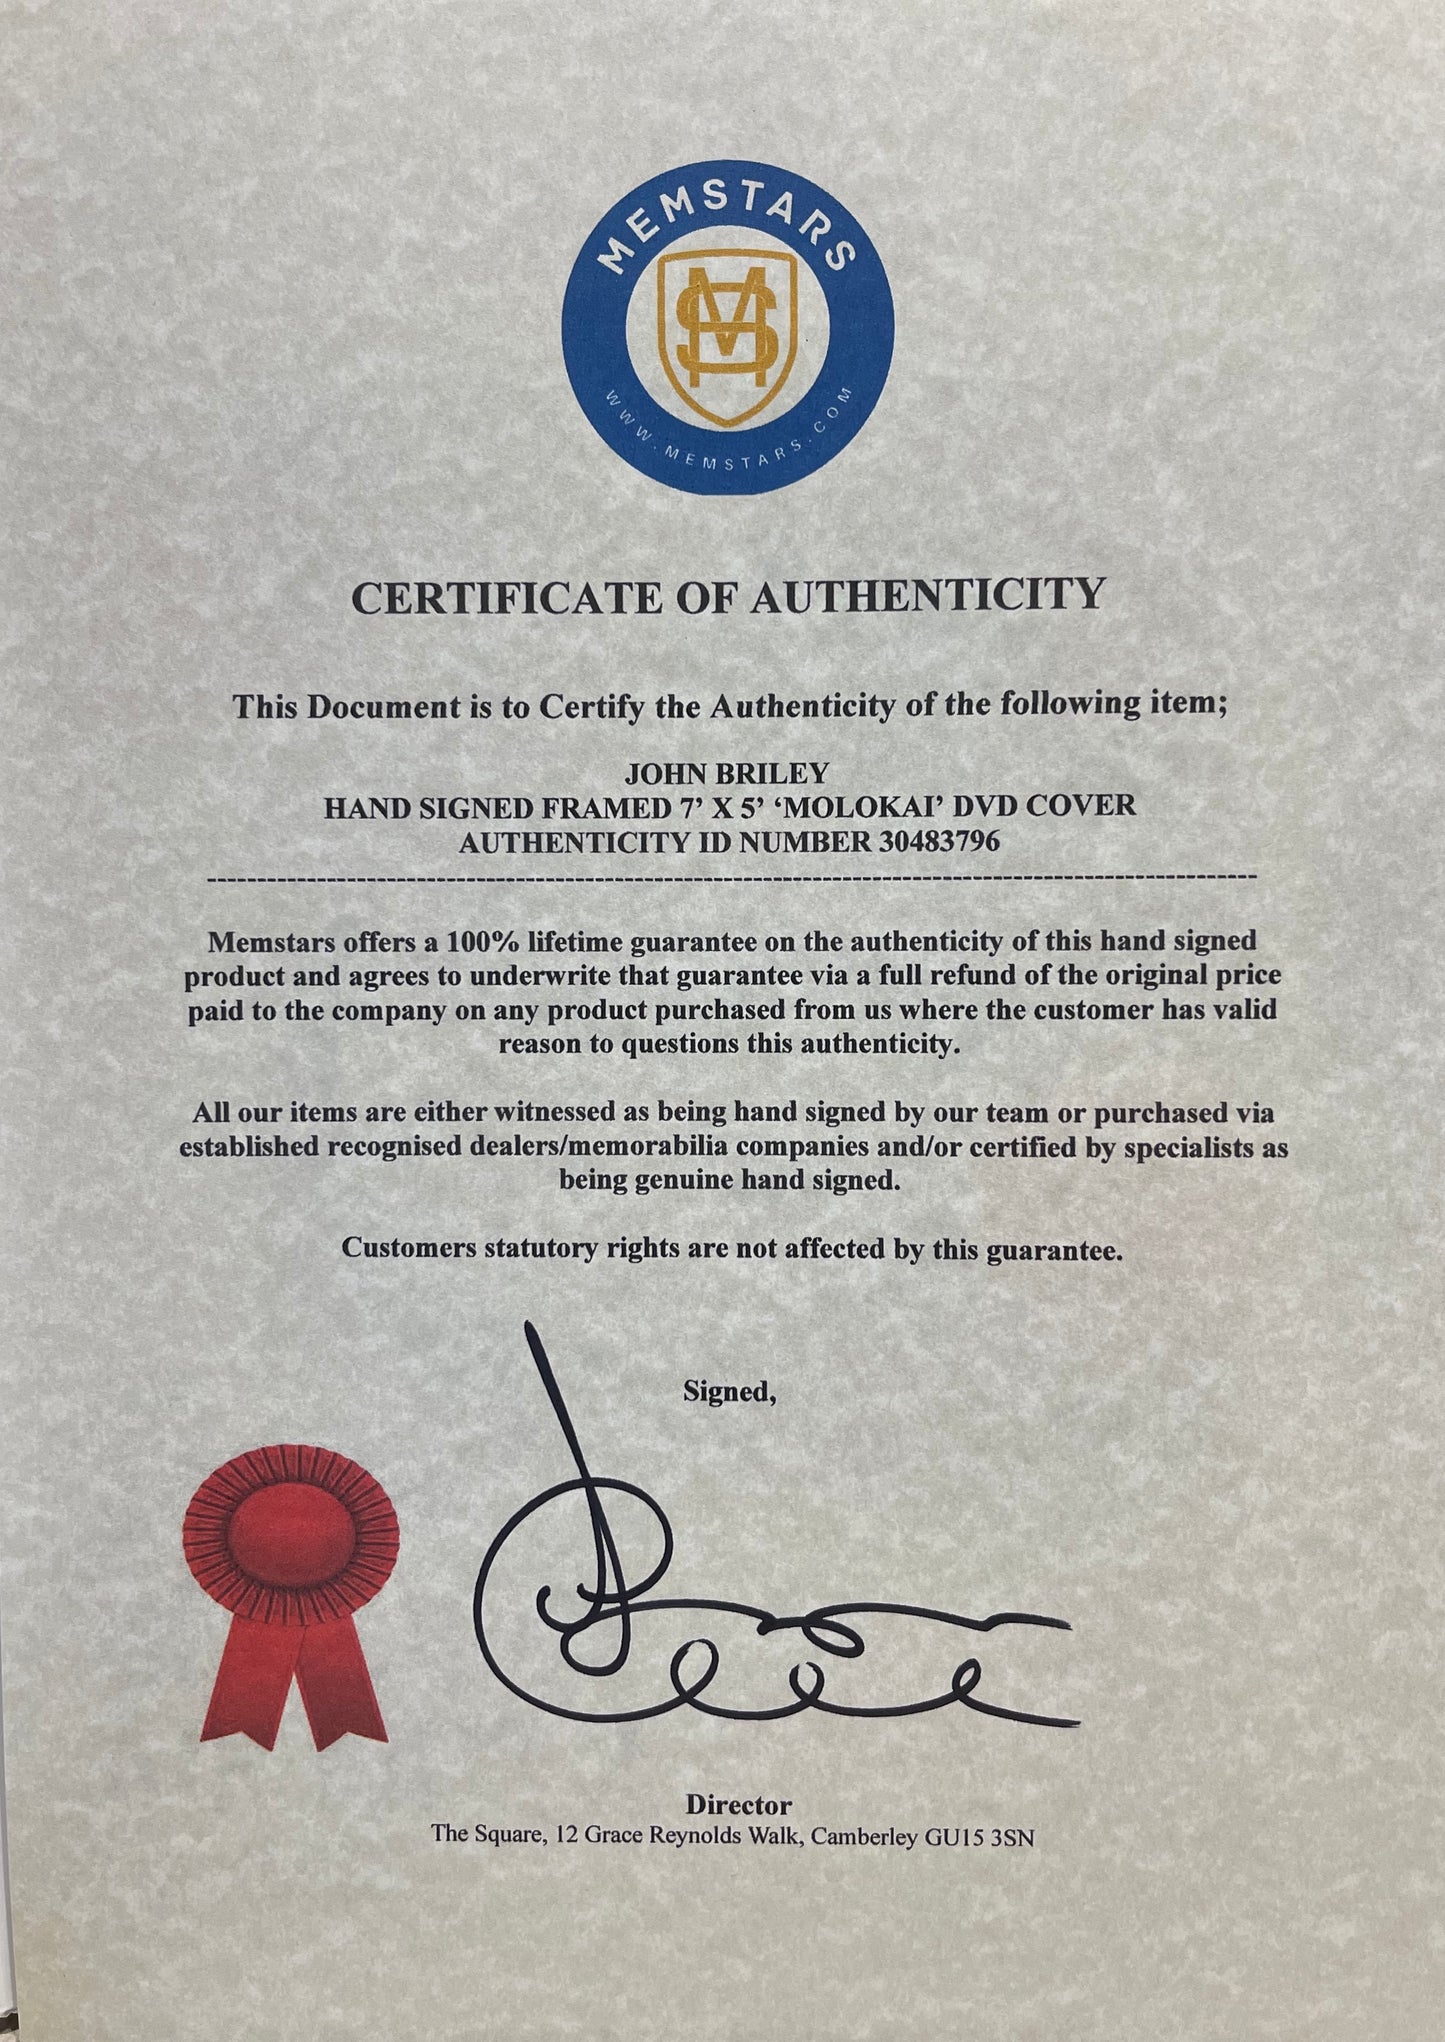 MEMSTARS
MS
WWW.MEMSTARS.COM
CERTIFICATE OF AUTHENTICITY
This Document is to Certify the Authenticity of the following item;
JOHN BRILEY
HAND SIGNED FRAMED 7’ X 5’ ‘MOLOKAI’ DVD COVER
AUTHENTICITY ID NUMBER 30483796
Memstars offers a 100% lifetime guarantee on the authenticity of this hand signed
product and agrees to underwrite that guarantee via a full refund of the original price
paid to the company on any product purchased from us where the customer has valid
reason to questions this authenticity.
All our items are either witnessed as being hand signed by our team or purchased via
established recognised dealers/memorabilia companies and/or certified by specialists as
being genuine hand signed.
Customers statutory rights are not affected by this guarantee.
Signed,
Director
The Square, 12 Grace Reynolds Walk, Camberley GU15 3SN